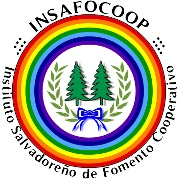 .:: INSAFOCOOP ::.
Instituto Salvadoreño de Fomento Cooperativo